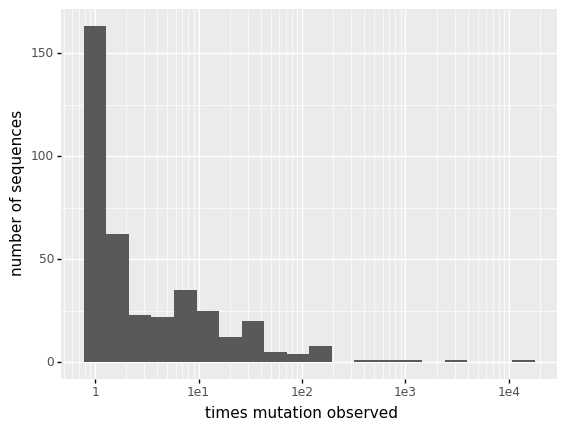 number of sequences
150
100
50
0
1 1e1 1e2 1e3 1e4
times mutation observed